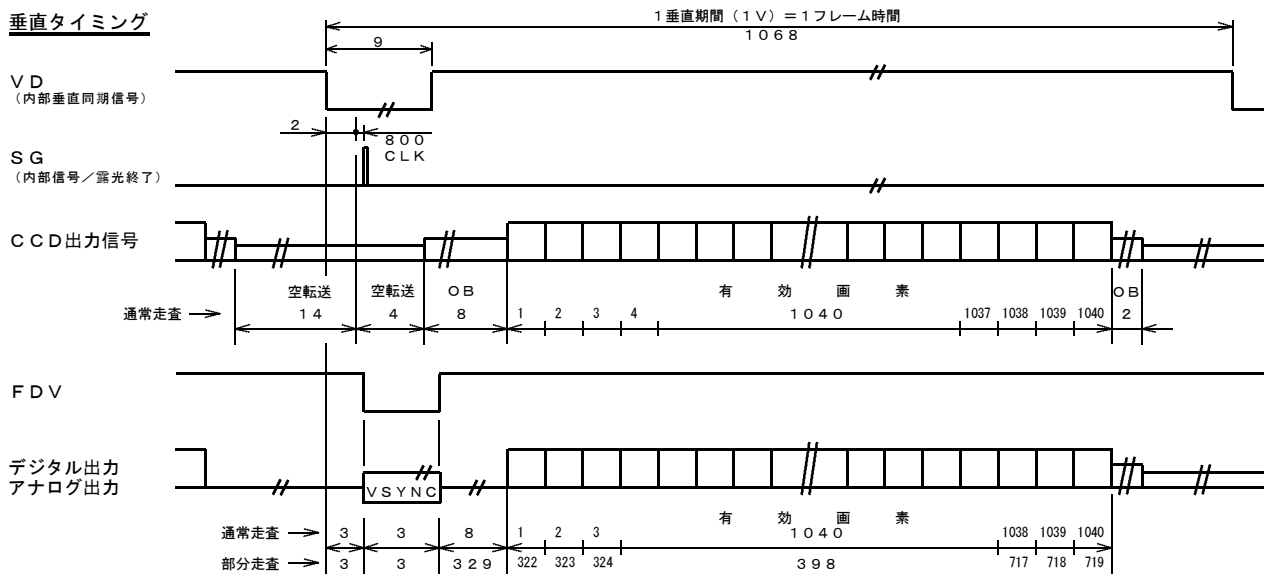 垂直タイミング
1垂直期間（1V）＝1フレーム時間
1068
9
VD
（内部垂直同期信号）
2
800
CLK
SG
（内部信号／露光終了）
CCD出力信号
空転送 空転送 OB 有効画素 OB
通常走査 14 4 8 1 2 3 4 1040 1037 1038 1039 1040 2
FDV
デジタル出力
アナログ出力
VSYNC
有効画素
通常走査 3 3 8 1 2 3 1040 1038 1039 1040
部分走査 3 3 329 322 323 324 398 717 718 719